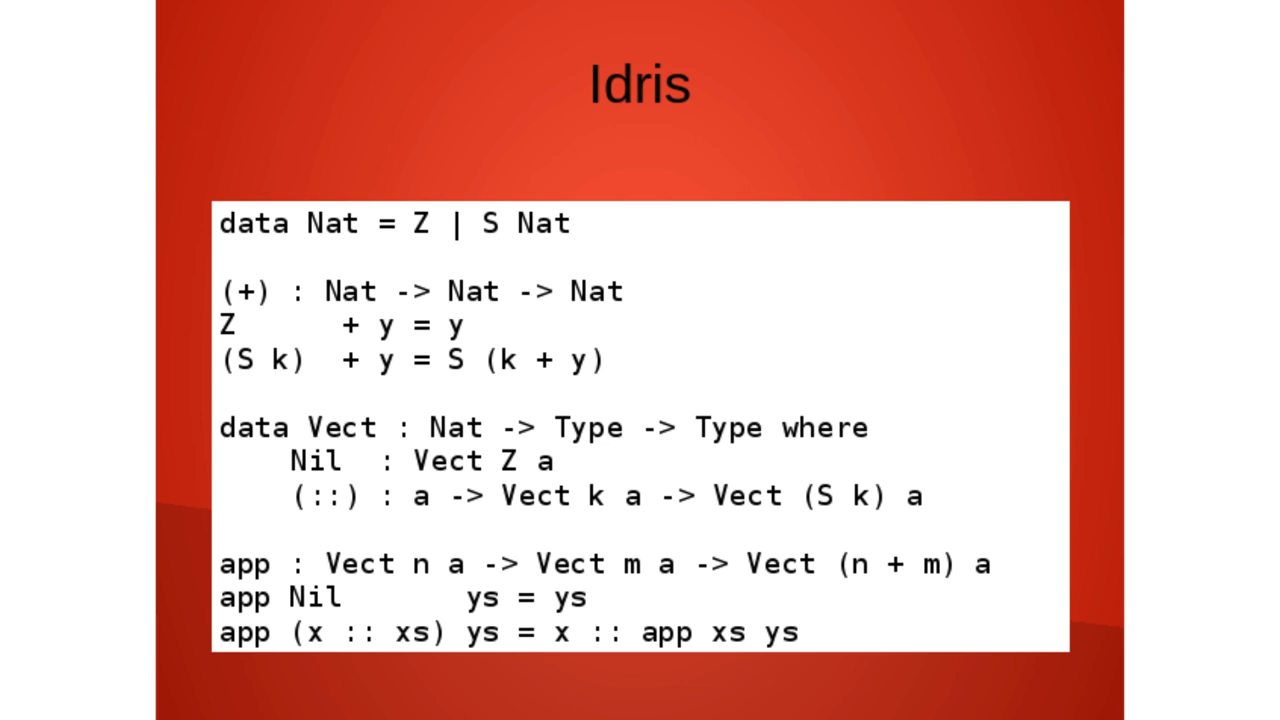 Idris
data Nat = Z | S Nat
(+) : Nat -> Nat -> Nat
Z      + y = y
(S k)  + y = S (k + y)
data Vect : Nat -> Type -> Type where
    Nil  : Vect Z a
    (::) : a -> Vect k a -> Vect (S k) a
app : Vect n a -> Vect m a -> Vect (n + m) a
app Nil       ys = ys
app (x :: xs) ys = x :: app xs ys